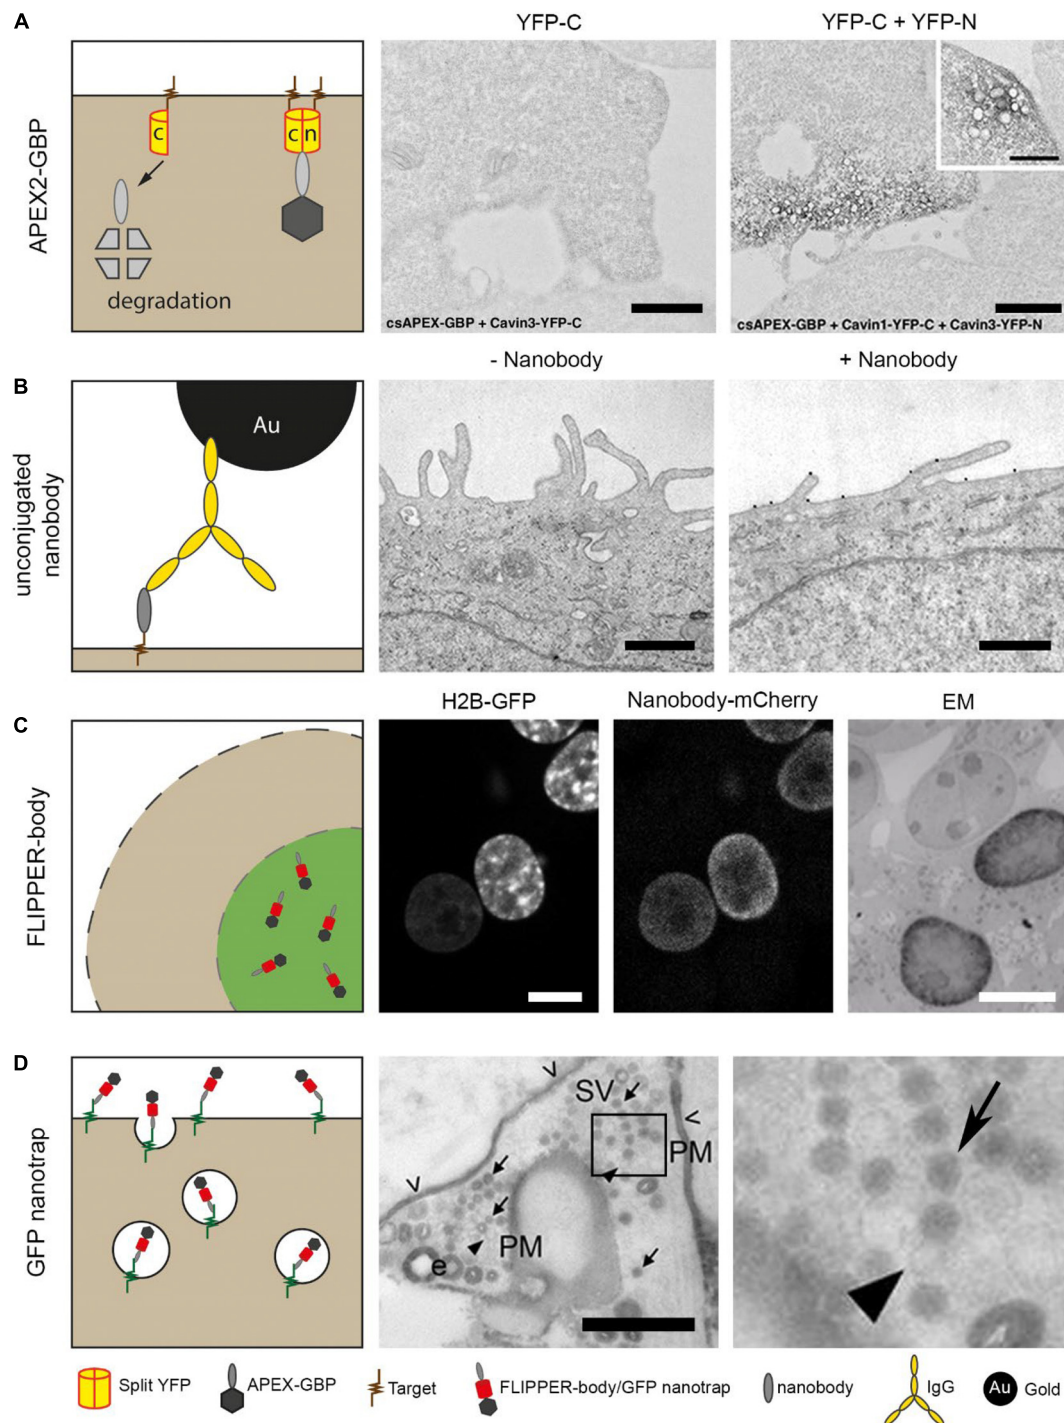 A
YFP-C
YFP-C + YFP-N
APEX2-GBP
c
c n
degradation
csAPEX-GBP + Cavin3-YFP-C
csAPEX-GBP + Cavin1-YFP-C + Cavin3-YFP-N
B
- Nanobody
+ Nanobody
unconjugated
nanobody
Au
C
H2B-GFP
Nanobody-mCherry
EM
FLIPPER-body
D
GFP nanotrap
SV
PM
PM
e
Split YFP
APEX-GBP
Target
FLIPPER-body/GFP nanotrap
nanobody
IgG
Au
Gold